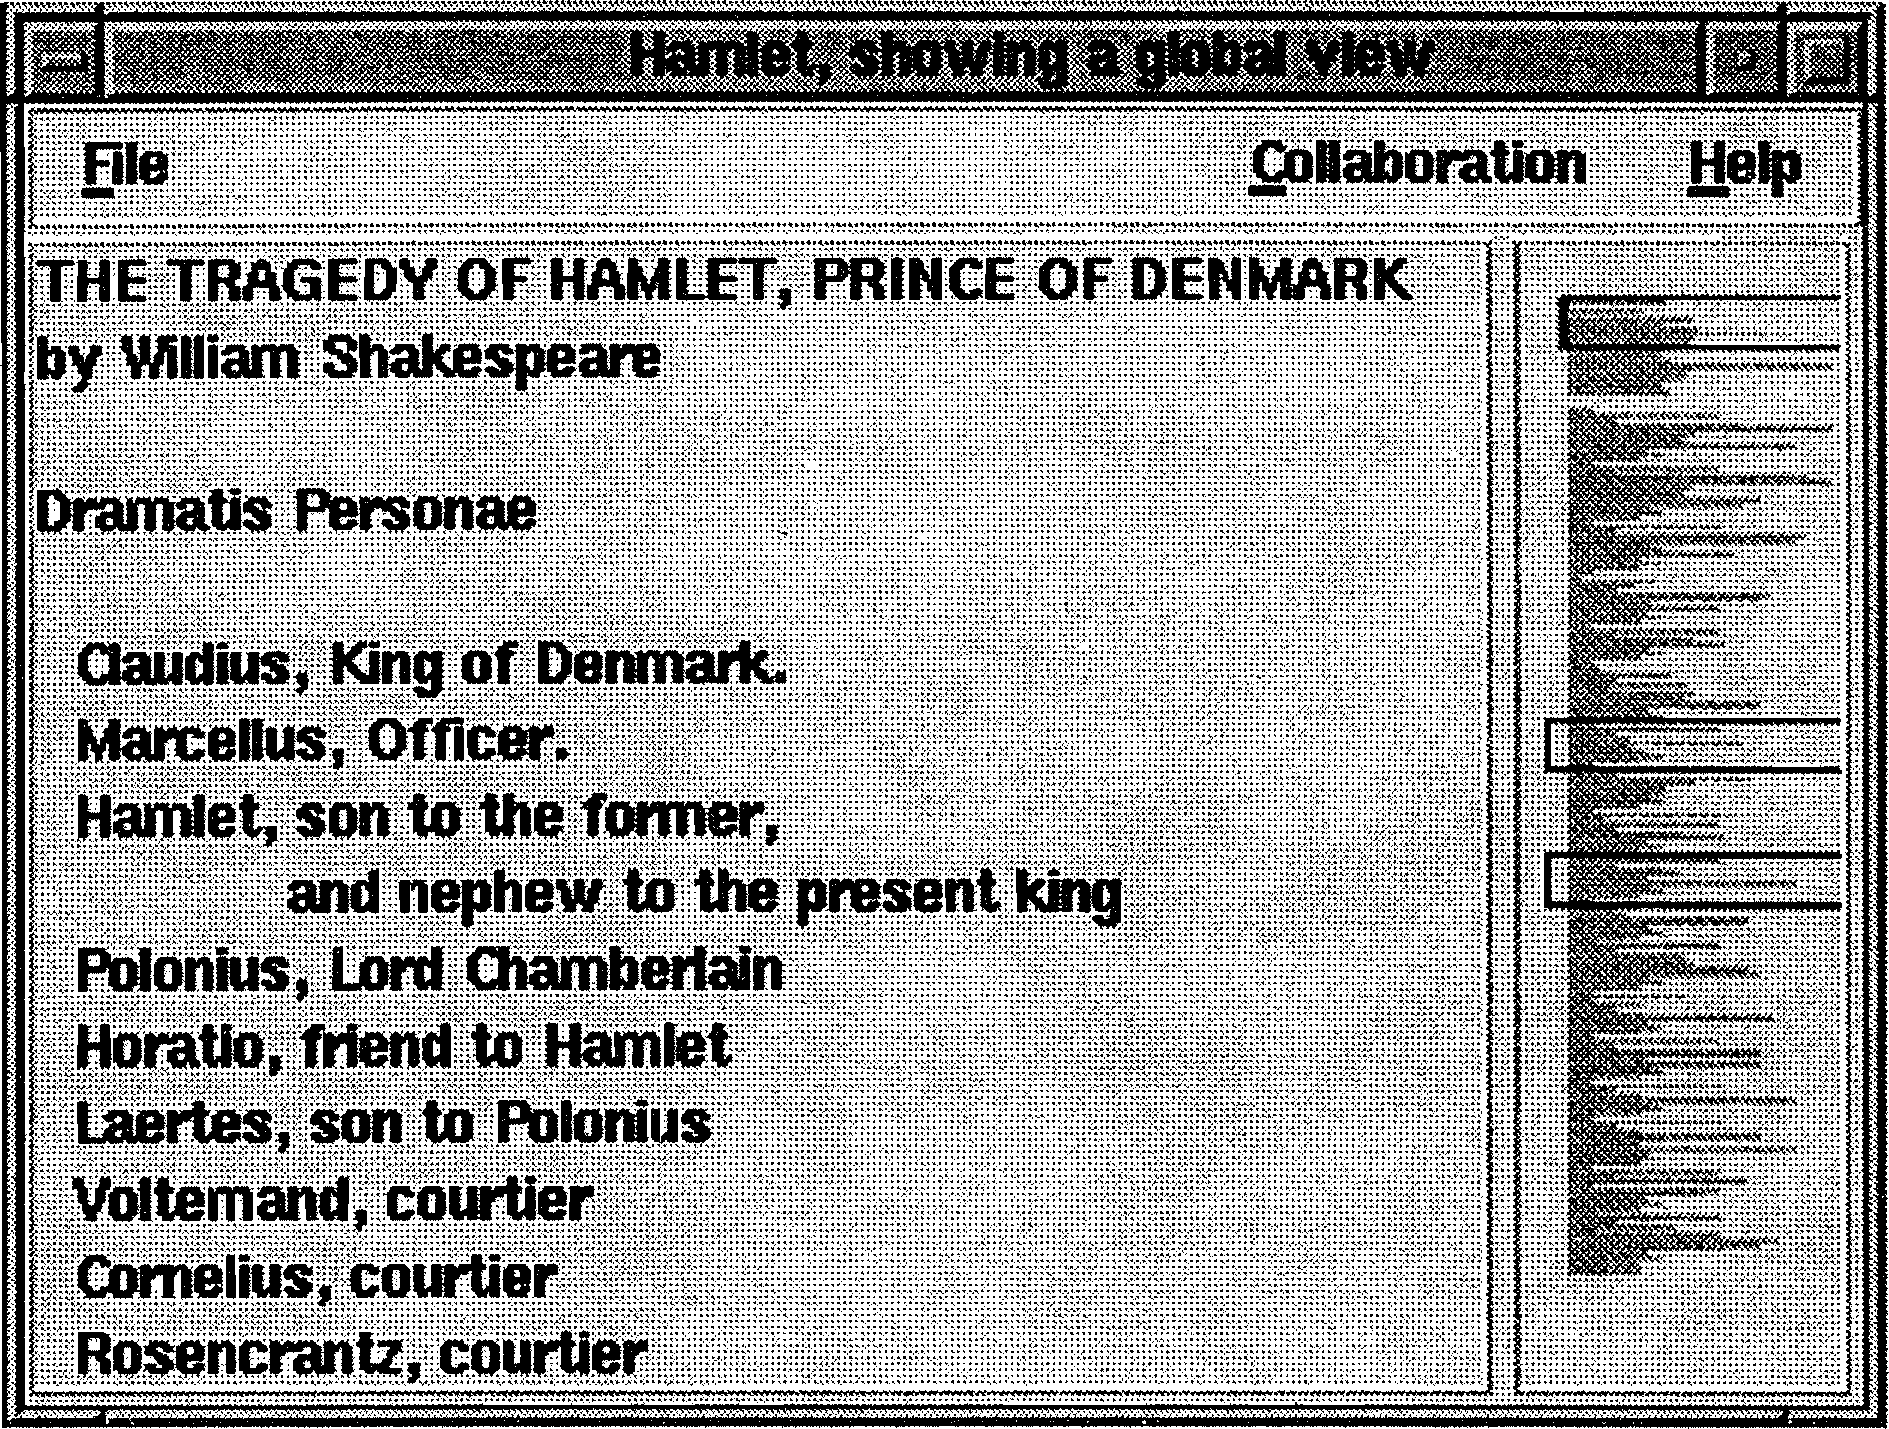 Hamlet, showing a global view
File Collaboration Help
THE TRAGEDY OF HAMLET, PRINCE OF DENMARK
by William Shakespeare
Dramatis Personae
Claudius, King of Denmark.
Marcellus, Officer.
Hamlet, son to the former,
and nephew to the present king
Polonius, Lord Chamberlain
Horatio, friend to Hamlet
Laertes, son to Polonius
Voltemand, courtier
Cornelius, courtier
Rosencrantz, courtier